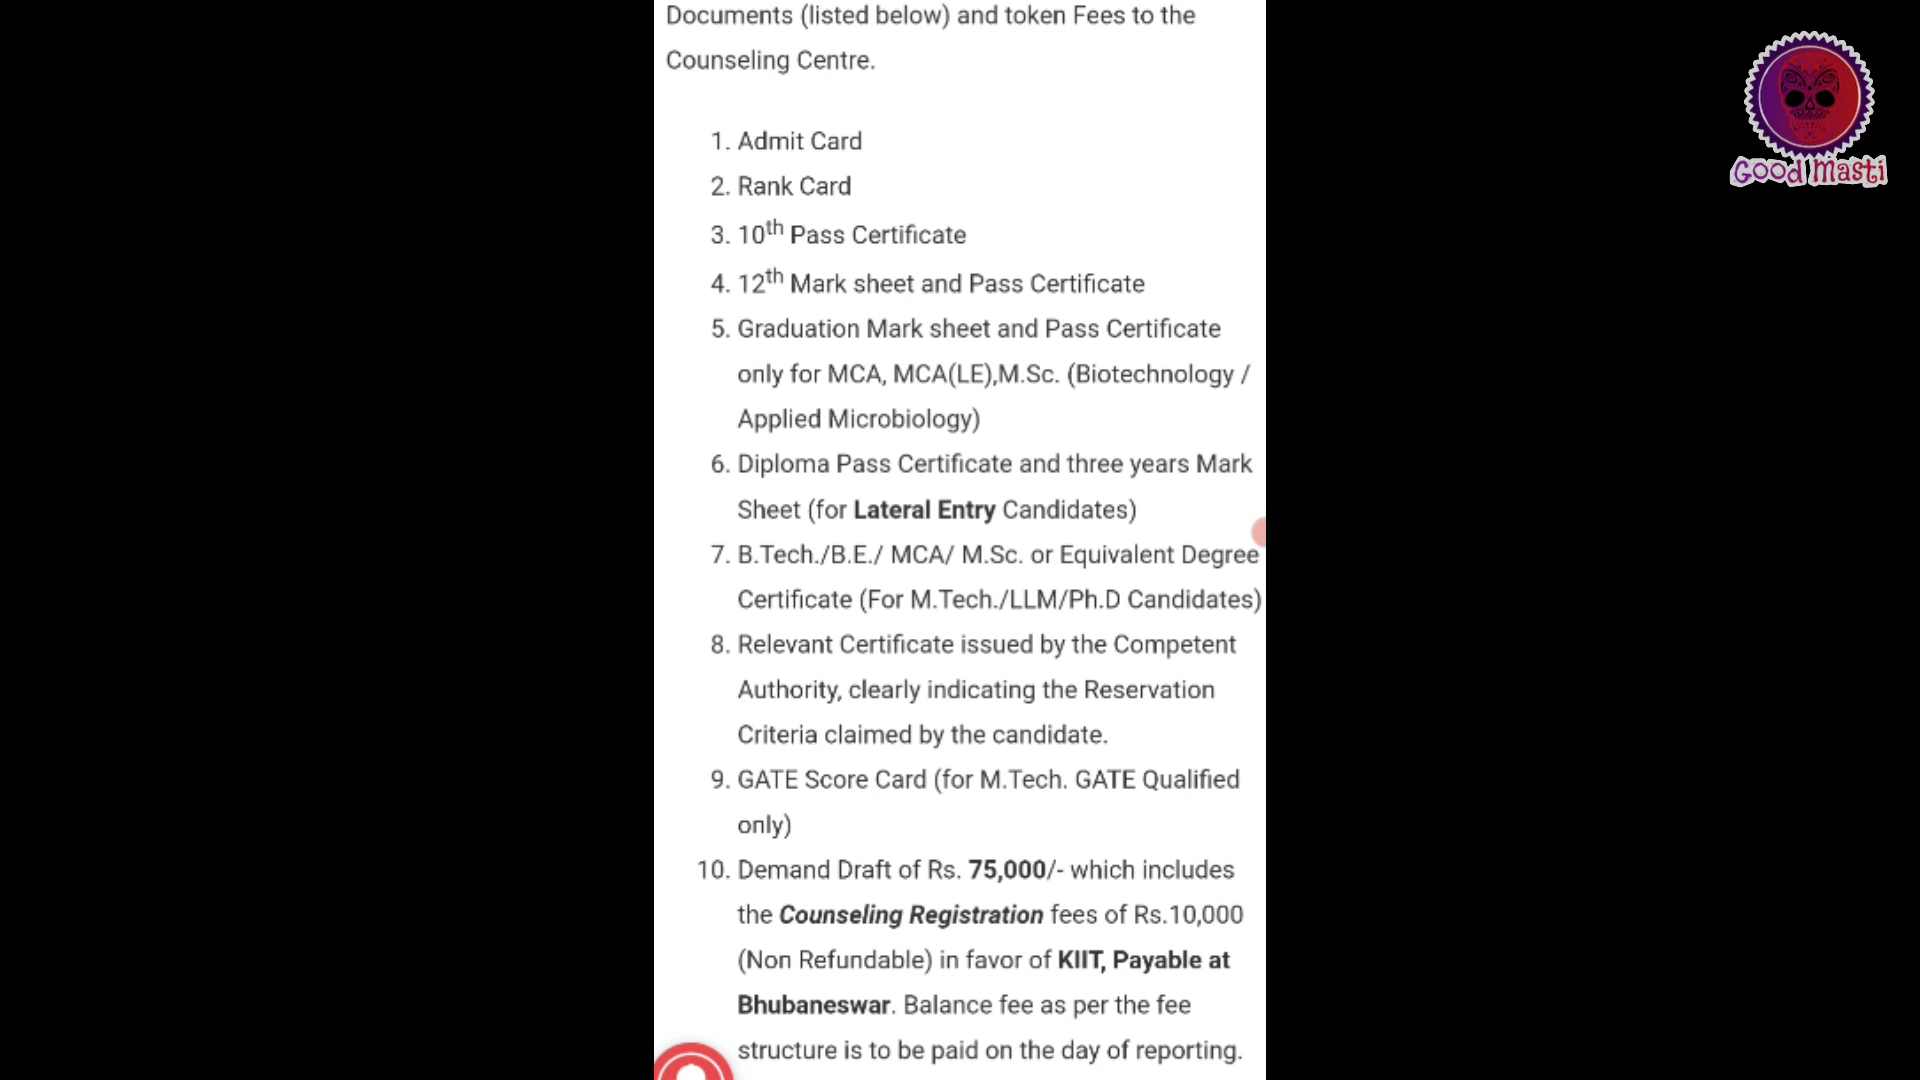 Documents (listed below) and token Fees to the
Counseling Centre.
1. Admit Card
2. Rank Card
3. 10th Pass Certificate
4. 12th Mark sheet and Pass Certificate
5. Graduation Mark sheet and Pass Certificate
only for MCA, MCA(LE),M.Sc. (Biotechnology /
Applied Microbiology)
6. Diploma Pass Certificate and three years Mark
Sheet (for Lateral Entry Candidates)
7. B.Tech./B.E./ MCA/ M.Sc. or Equivalent Degree
Certificate (For M.Tech./LLM/Ph.D Candidates)
8. Relevant Certificate issued by the Competent
Authority, clearly indicating the Reservation
Criteria claimed by the candidate.
9. GATE Score Card (for M.Tech. GATE Qualified
only)
10. Demand Draft of Rs. 75,000/- which includes
the Counseling Registration fees of Rs.10,000
(Non Refundable) in favor of KIIT, Payable at
Bhubaneswar. Balance fee as per the fee
structure is to be paid on the day of reporting.
Good Masti